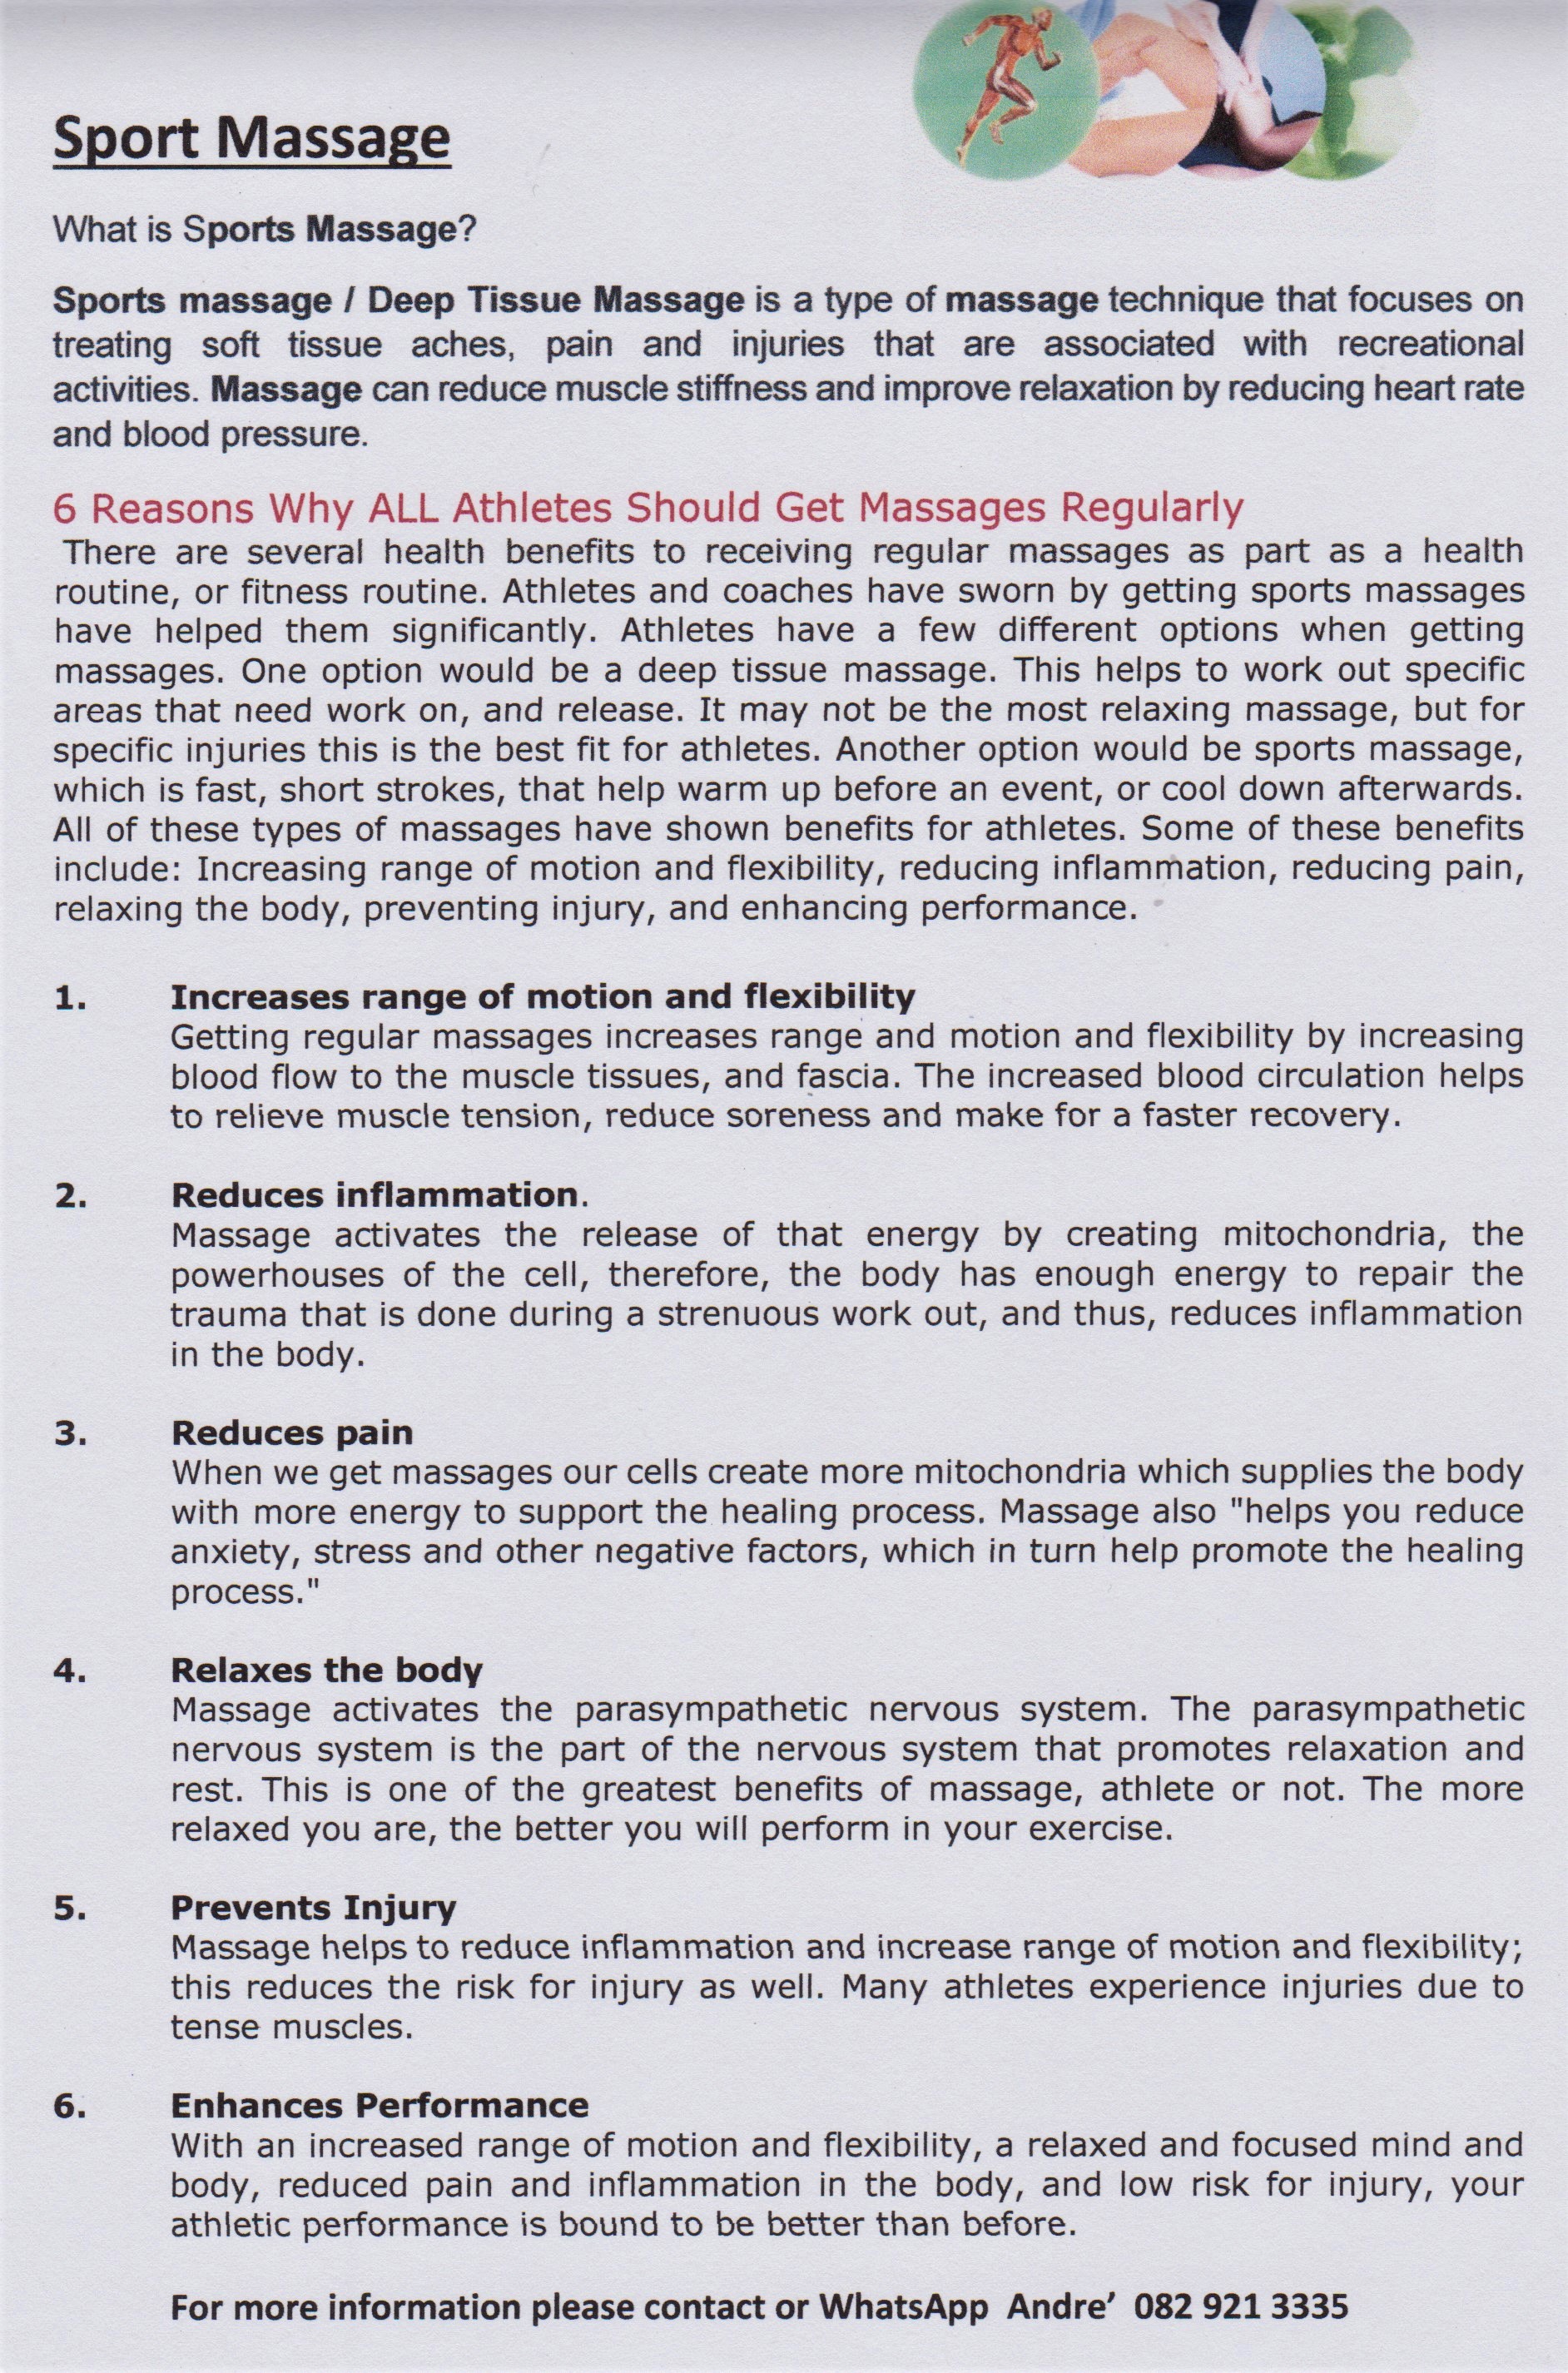 Sport Massage
What is Sports Massage?
Sports massage / Deep Tissue Massage is a type of massage technique that focuses on
treating soft tissue aches, pain and injuries that are associated with recreational
activities. Massage can reduce muscle stiffness and improve relaxation by reducing heart rate
and blood pressure.
6 Reasons Why ALL Athletes Should Get Massages Regularly
There are several health benefits to receiving regular massages as part as a health
routine, or fitness routine. Athletes and coaches have sworn by getting sports massages
have helped them significantly. Athletes have a few different options when getting
massages. One option would be a deep tissue massage. This helps to work out specific
areas that need work on, and release. It may not be the most relaxing massage, but for
specific injuries this is the best fit for athletes. Another option would be sports massage,
which is fast, short strokes, that help warm up before an event, or cool down afterwards.
All of these types of massages have shown benefits for athletes. Some of these benefits
include: Increasing range of motion and flexibility, reducing inflammation, reducing pain,
relaxing the body, preventing injury, and enhancing performance.
1. Increases range of motion and flexibility
Getting regular massages increases range and motion and flexibility by increasing
blood flow to the muscle tissues, and fascia. The increased blood circulation helps
to relieve muscle tension, reduce soreness and make for a faster recovery.
2. Reduces inflammation.
Massage activates the release of that energy by creating mitochondria, the
powerhouses of the cell, therefore, the body has enough energy to repair the
trauma that is done during a strenuous work out, and thus, reduces inflammation
in the body.
3. Reduces pain
When we get massages our cells create more mitochondria which supplies the body
with more energy to support the healing process. Massage also "helps you reduce
anxiety, stress and other negative factors, which in turn help promote the healing
process."
4. Relaxes the body
Massage activates the parasympathetic nervous system. The parasympathetic
nervous system is the part of the nervous system that promotes relaxation and
rest. This is one of the greatest benefits of massage, athlete or not. The more
relaxed you are, the better you will perform in your exercise.
5. Prevents Injury
Massage helps to reduce inflammation and increase range of motion and flexibility;
this reduces the risk for injury as well. Many athletes experience injuries due to
tense muscles.
6. Enhances Performance
With an increased range of motion and flexibility, a relaxed and focused mind and
body, reduced pain and inflammation in the body, and low risk for injury, your
athletic performance is bound to be better than before.
For more information please contact or WhatsApp Andre’ 082 921 3335